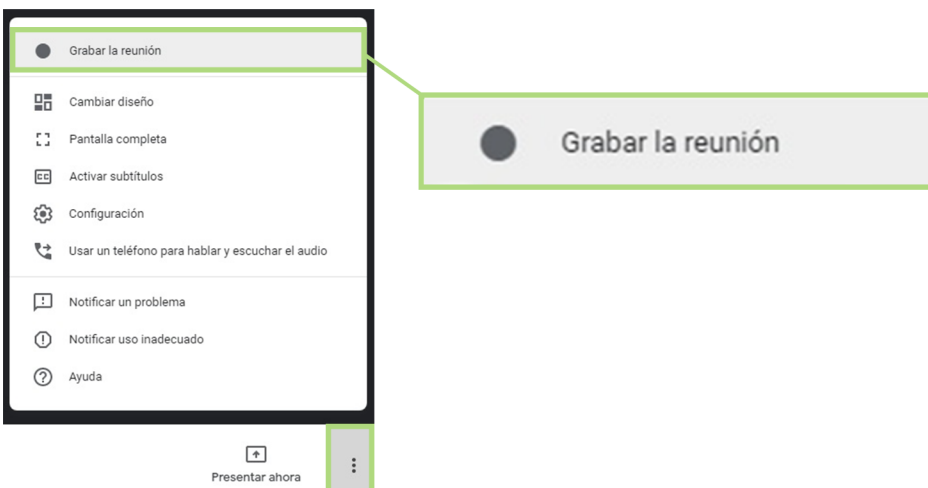 Grabar la reunión
Grabar la reunión
Cambiar diseño
Pantalla completa
CC Activar subtítulos
Configuración
Usar un teléfono para hablar y escuchar el audio
Notificar un problema
Notificar uso inadecuado
Ayuda
Presentar ahora